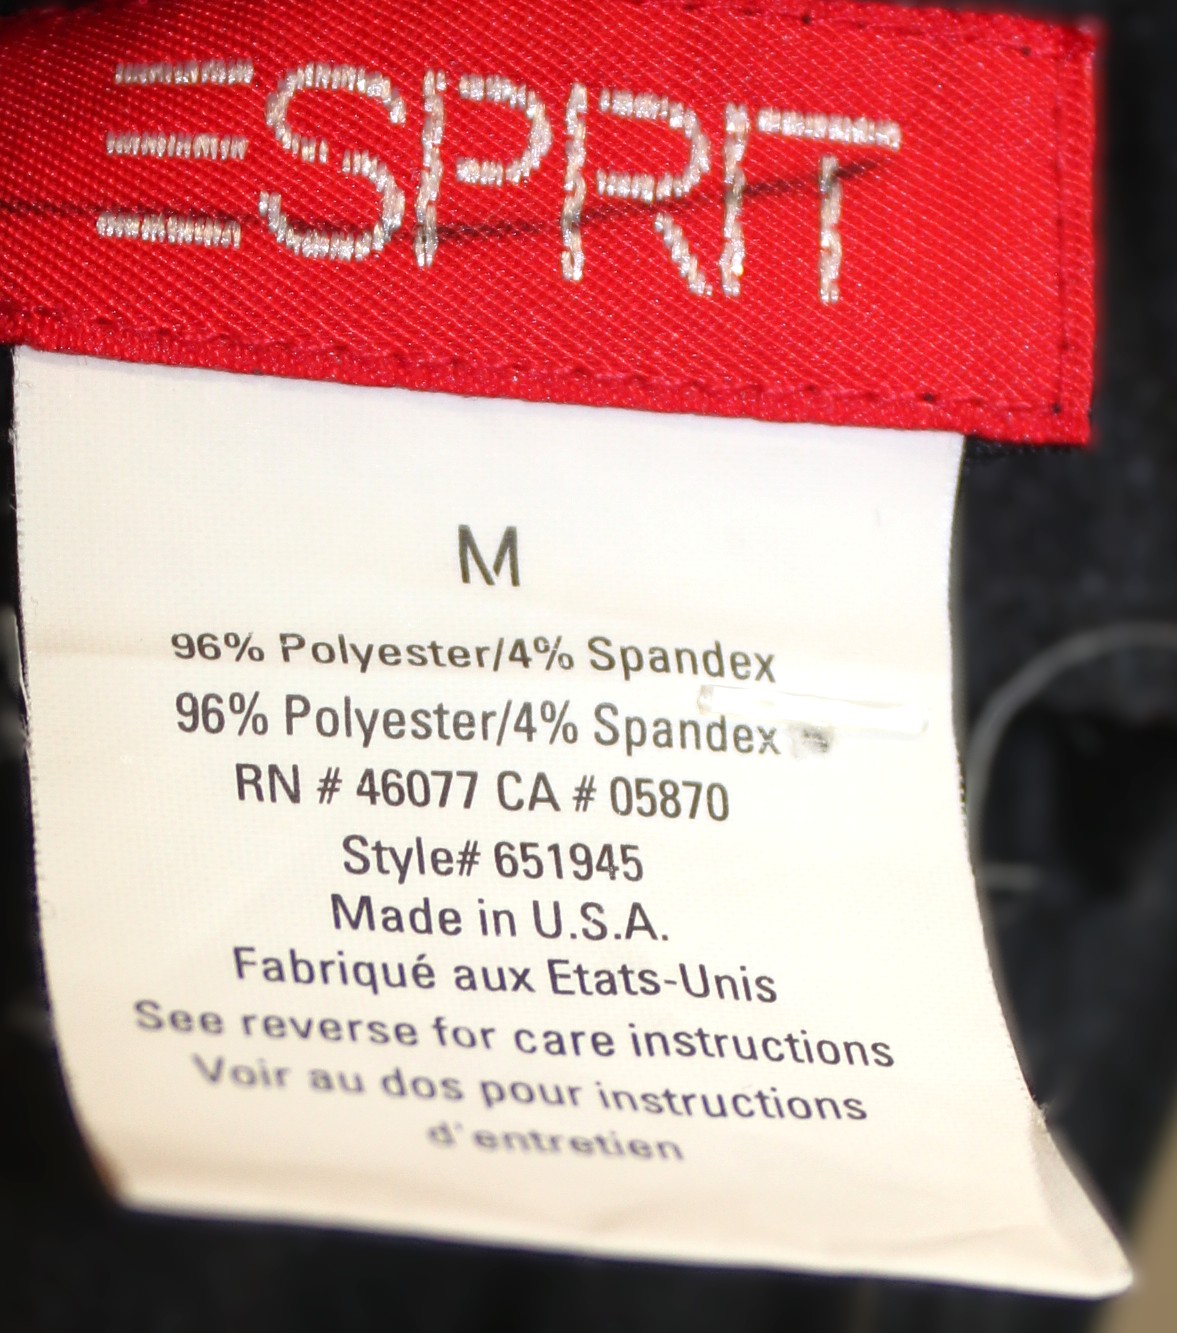 ESPRIT
M
96% Polyester/4% Spandex
96% Polyester/4% Spandex
RN # 46077 CA # 05870
Style# 651945
Made in U.S.A.
Fabriqué aux Etats-Unis
See reverse for care instructions
Voir au dos pour instructions
d'entretien